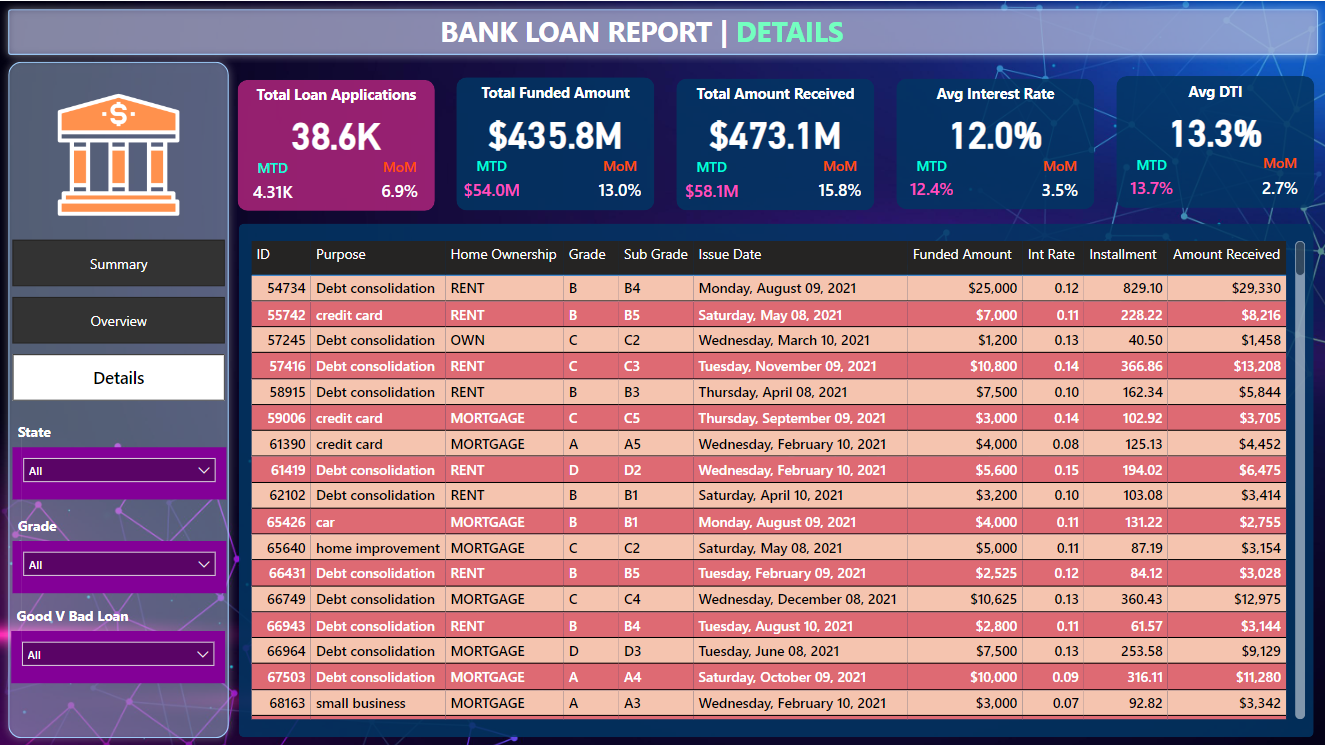 BANK LOAN REPORT | DETAILS
$
Summary
Overview
Details
State
All
Grade
All
Good V Bad Loan
All
Total Loan Applications
38.6K
MTD MoM
4.31K 6.9%
Total Funded Amount
$435.8M
MTD MoM
$54.0M 13.0%
Total Amount Received
$473.1M
MTD MoM
$58.1M 15.8%
Avg Interest Rate
12.0%
MTD MoM
12.4% 3.5%
Avg DTI
13.3%
MTD MoM
13.7% 2.7%
ID Purpose Home Ownership Grade Sub Grade Issue Date Funded Amount Int Rate Installment Amount Received
54734 Debt consolidation RENT B B4 Monday, August 09, 2021 $25,000 0.12 829.10 $29,330
55742 credit card RENT B B5 Saturday, May 08, 2021 $7,000 0.11 228.22 $8,216
57245 Debt consolidation OWN C C2 Wednesday, March 10, 2021 $1,200 0.13 40.50 $1,458
57416 Debt consolidation RENT C C3 Tuesday, November 09, 2021 $10,800 0.14 366.86 $13,208
58915 Debt consolidation RENT B B3 Thursday, April 08, 2021 $7,500 0.10 162.34 $5,844
59006 credit card MORTGAGE C C5 Thursday, September 09, 2021 $3,000 0.14 102.92 $3,705
61390 credit card MORTGAGE A A5 Wednesday, February 10, 2021 $4,000 0.08 125.13 $4,452
61419 Debt consolidation RENT D D2 Wednesday, February 10, 2021 $5,600 0.15 194.02 $6,475
62102 Debt consolidation RENT B B1 Saturday, April 10, 2021 $3,200 0.10 103.08 $3,414
65426 car MORTGAGE B B1 Monday, August 09, 2021 $4,000 0.11 131.22 $2,755
65640 home improvement MORTGAGE C C2 Saturday, May 08, 2021 $5,000 0.11 87.19 $3,154
66431 Debt consolidation RENT B B5 Tuesday, February 09, 2021 $2,525 0.12 84.12 $3,028
66749 Debt consolidation MORTGAGE C C4 Wednesday, December 08, 2021 $10,625 0.13 360.43 $12,975
66943 Debt consolidation RENT B B4 Tuesday, August 10, 2021 $2,800 0.11 61.57 $3,144
66964 Debt consolidation MORTGAGE D D3 Tuesday, June 08, 2021 $7,500 0.13 253.58 $9,129
67503 Debt consolidation MORTGAGE A A4 Saturday, October 09, 2021 $10,000 0.09 316.11 $11,280
68163 small business MORTGAGE A A3 Wednesday, February 10, 2021 $3,000 0.07 92.82 $3,342